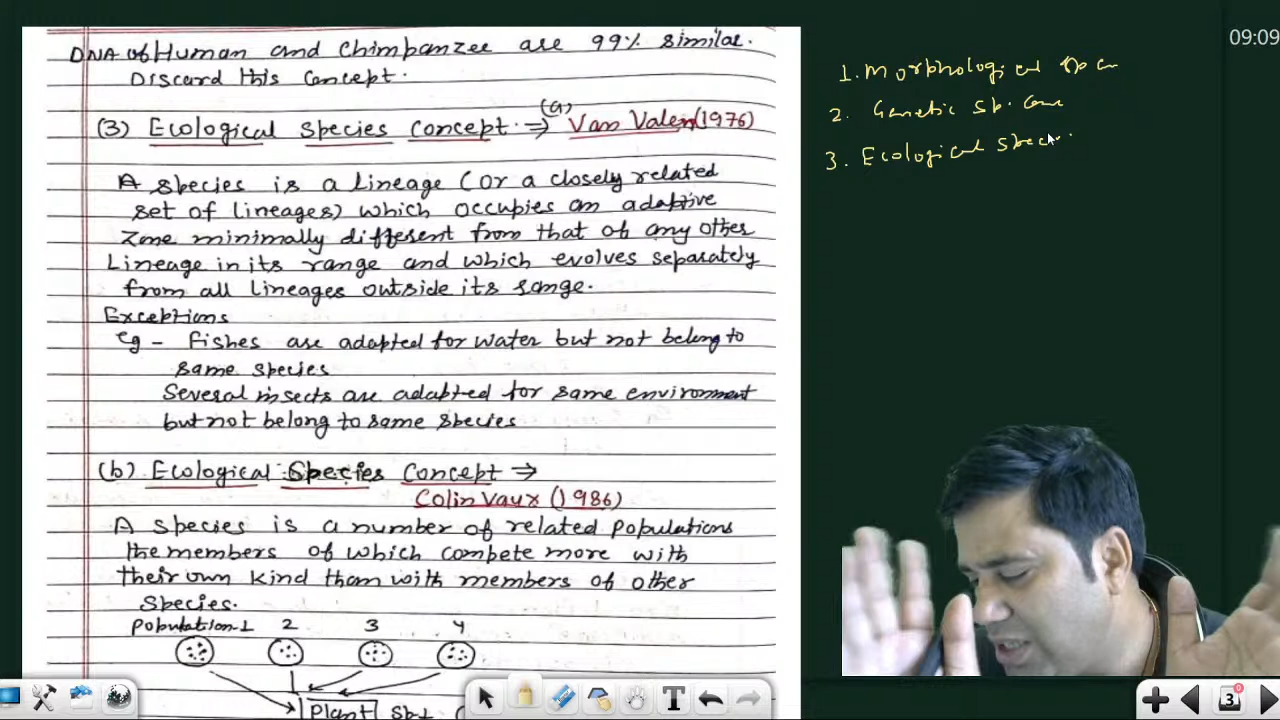 DNA of Human and Chimpanzee are 99% similar.
Discard this concept.
(3) Ecological species concept ⇒ (a) Van Valen (1976)
A species is a lineage (or a closely related
set of lineages) which occupies an adaptive
Zone minimally different from that of any other
Lineage in its range and which evolves separately
from all lineages outside its range.
Exceptions
eg - fishes are adapted for water but not belong to
same species
Several insects are adapted for same environment
but not belong to same species
(b) Ecological Species Concept ⇒
Colin Vaux (1986)
A species is a number of related populations
the members of which compete more with
their own kind than with members of other
species.
Population-1 2 3 4
Plant Sp-1
1. Morphological
2. Genetic Sp.
3. Ecological
09:09
T
3